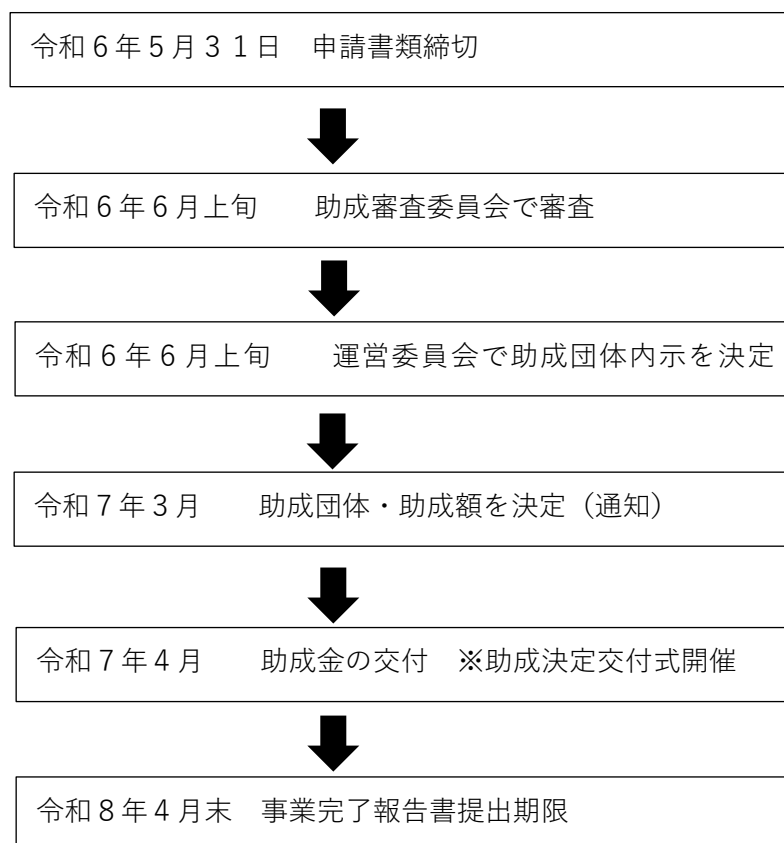 令和６年５月３１日　申請書類締切
令和６年６月上旬　　助成審査委員会で審査
令和６年６月上旬　　運営委員会で助成団体内示を決定
令和７年３月　　助成団体・助成額を決定（通知）
令和７年４月　　助成金の交付　※助成決定交付式開催
令和８年４月末　事業完了報告書提出期限